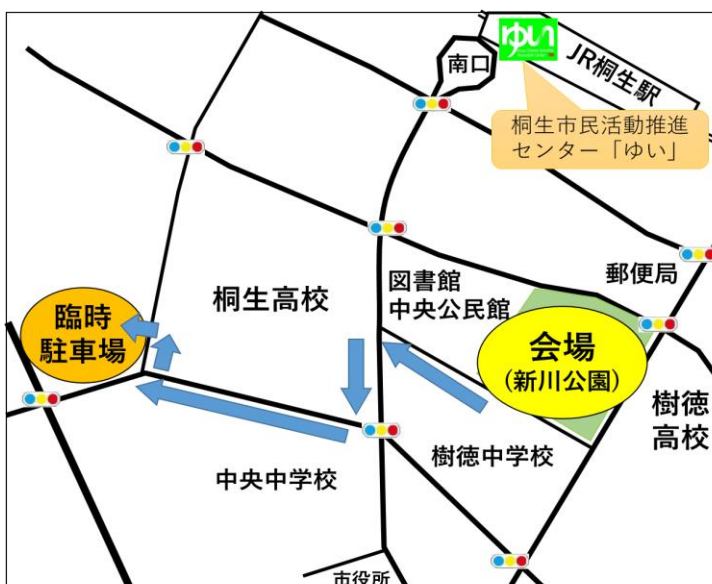 ゆい
南口
JR桐生駅
桐生市民活動推進
センター「ゆい」
郵便局
図書館
中央公民館
桐生高校
臨時
駐車場
会場
(新川公園)
樹徳
高校
樹徳中学校
中央中学校
市役所